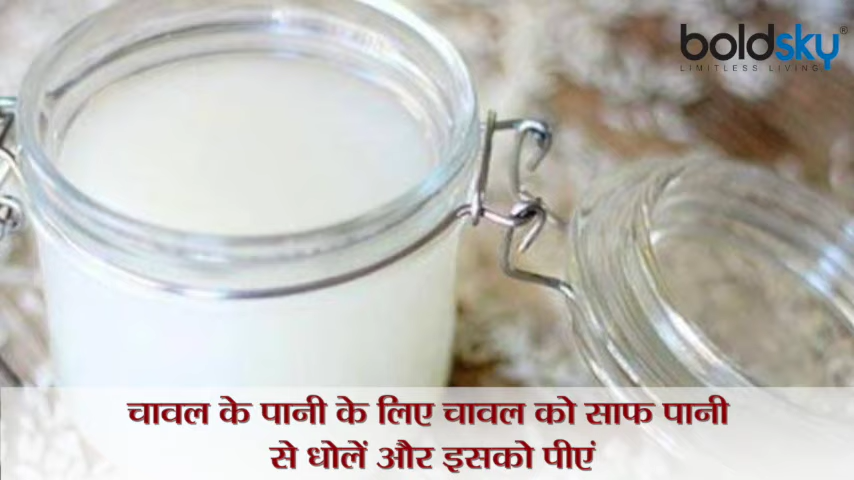 boldsky®
LIMITLESS LIVING
चावल के पानी के लिए चावल को साफ पानी
से धोलें और इसको पीएं